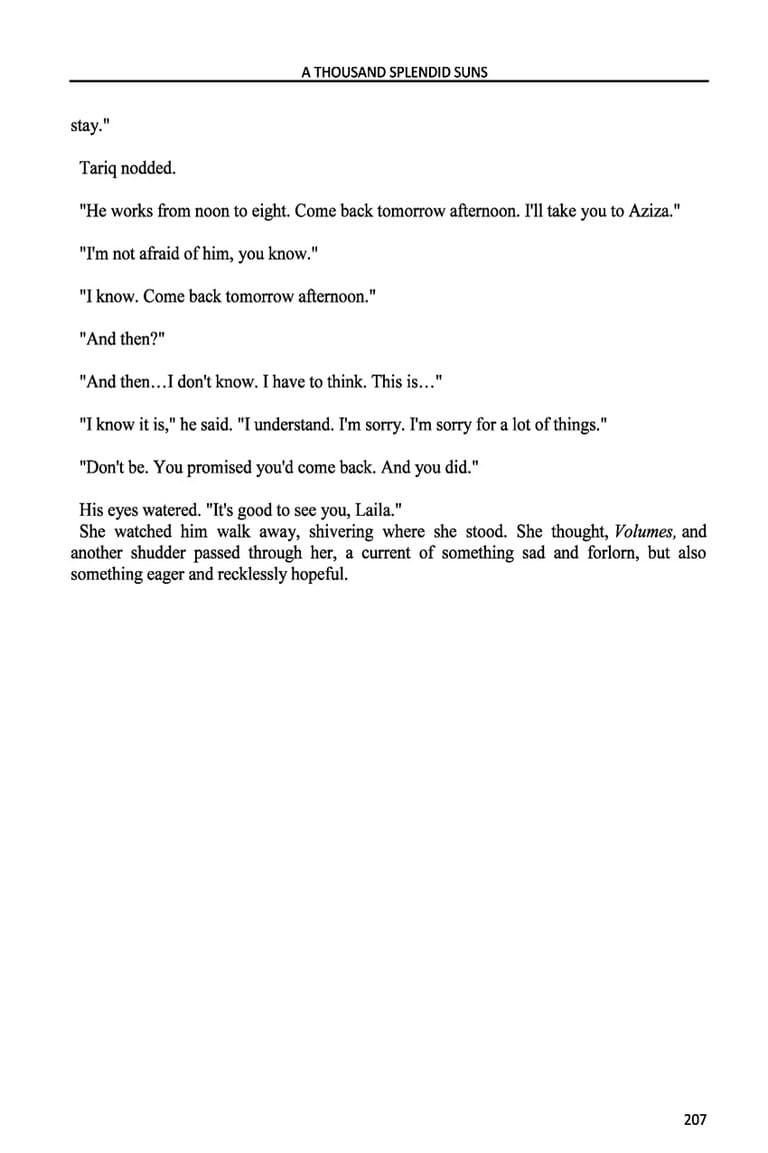 A THOUSAND SPLENDID SUNS
stay."
Tariq nodded.
"He works from noon to eight. Come back tomorrow afternoon. I'll take you to Aziza."
"I'm not afraid of him, you know."
"I know. Come back tomorrow afternoon."
"And then?"
"And then…I don't know. I have to think. This is…"
"I know it is," he said. "I understand. I'm sorry. I'm sorry for a lot of things."
"Don't be. You promised you'd come back. And you did."
His eyes watered. "It's good to see you, Laila."
She watched him walk away, shivering where she stood. She thought, Volumes, and
another shudder passed through her, a current of something sad and forlorn, but also
something eager and recklessly hopeful.
207